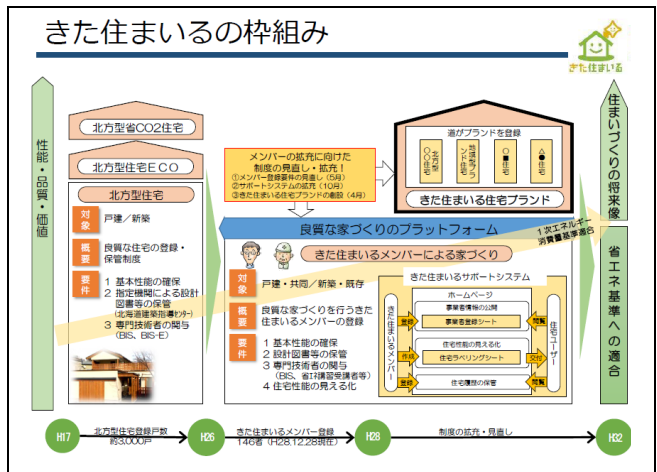 きた住まいるの枠組み
きた住まいる
性能・品質・価値
北方型省CO2住宅
北方型住宅ECO
北方型住宅
対象
戸建/新築
概要
良質な住宅の登録・
保管制度
要件
1 基本性能の確保
2 指定機関による設計
図書等の保管
(北海道建築指導センター)
3 専門技術者の関与
(BIS、BIS-E)
メンバーの拡充に向けた
制度の見直し・拡充!
①メンバー登録要件の見直し(5月)
②サポートシステムの拡充(10月)
③きた住まいる住宅ブランドの創設(4月)
道がブランドを登録
北方型
○○住宅
地域型ブラ
ンド住宅
○■住宅
△●住宅
きた住まいる住宅ブランド
良質な家づくりのプラットフォーム
1次エネルギー
消費量基準適合
きた住まいるメンバーによる家づくり
対象
戸建・共同/新築・既存
概要
良質な家づくりを行うきた
住まいるメンバーの登録
要件
1 基本性能の確保
2 設計図書等の保管
3 専門技術者の関与
(BIS、省エネ講習受講者等)
4 住宅性能の見える化
きた住まいるサポートシステム
きた住まいるメンバー
ホームページ
事業者情報の公開
登録
事業者登録シート
閲覧
住宅性能の見える化
作成
住宅ラベリングシート
交付
登録
住宅履歴の保管
閲覧
住宅ユーザー
住まいづくりの将来像
省エネ基準への適合
H17
北方型住宅登録戸数
約3,000戸
H26
きた住まいるメンバー登録
146者(H28.12.28現在)
H28
制度の拡充・見直し
H32